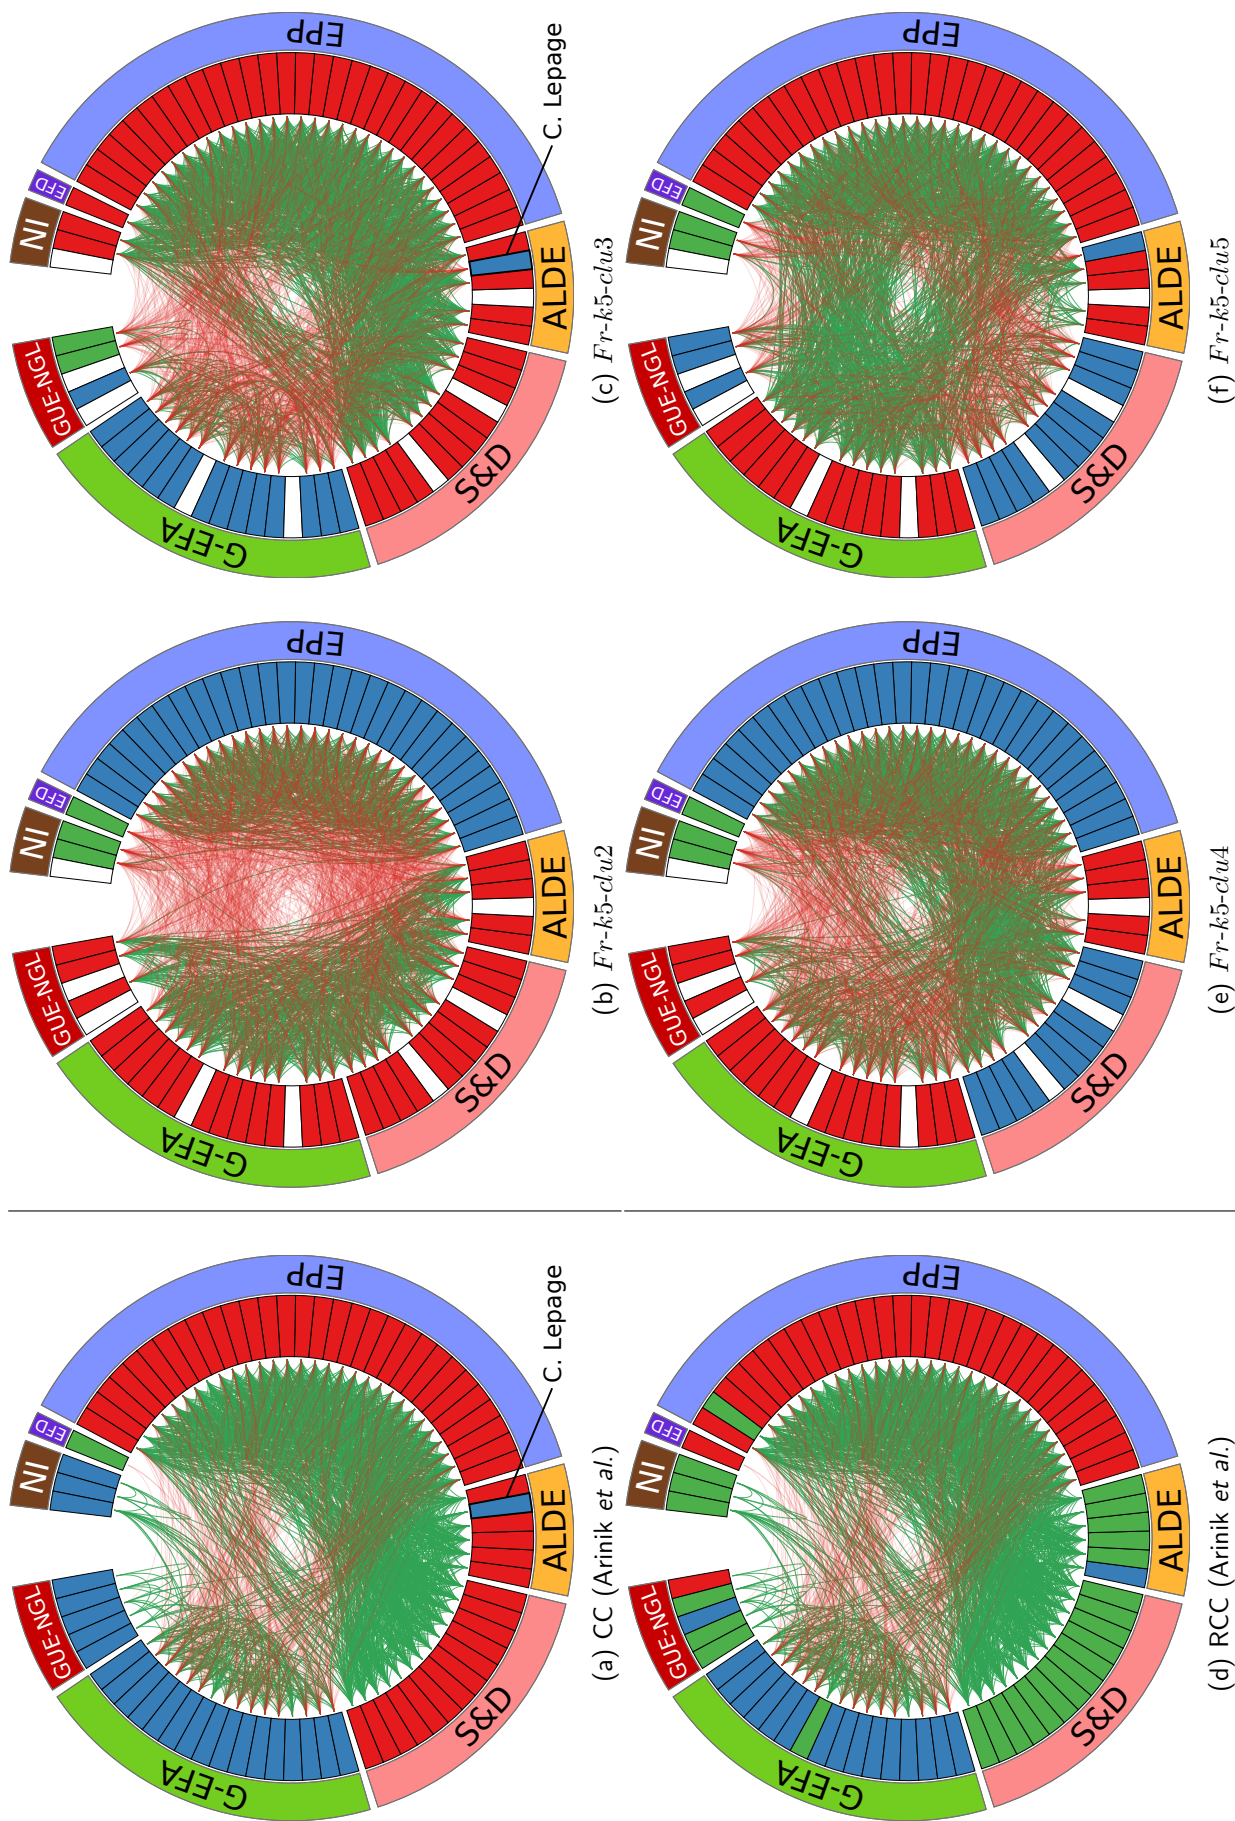 GUE-NGL
NI
EFD
EPP
G-EFA
S&D
ALDE
C. Lepage
(a) CC (Arinik et al.)
GUE-NGL
NI
EFD
EPP
G-EFA
S&D
ALDE
(b) Fr-k5-clu2
GUE-NGL
NI
EFD
EPP
G-EFA
S&D
ALDE
C. Lepage
(c) Fr-k5-clu3
GUE-NGL
NI
EFD
EPP
G-EFA
S&D
ALDE
(d) RCC (Arinik et al.)
GUE-NGL
NI
EFD
EPP
G-EFA
S&D
ALDE
(e) Fr-k5-clu4
GUE-NGL
NI
EFD
EPP
G-EFA
S&D
ALDE
(f) Fr-k5-clu5